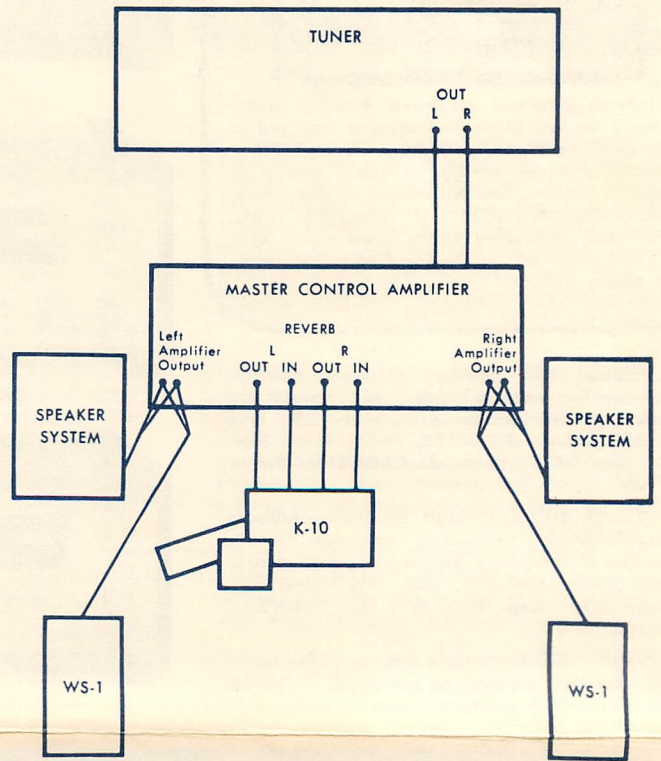 TUNER
OUT
L R
MASTER CONTROL AMPLIFIER
REVERB
Left
Amplifier
Output
L R
OUT IN OUT IN
Right
Amplifier
Output
SPEAKER
SYSTEM
SPEAKER
SYSTEM
K-10
WS-1
WS-1